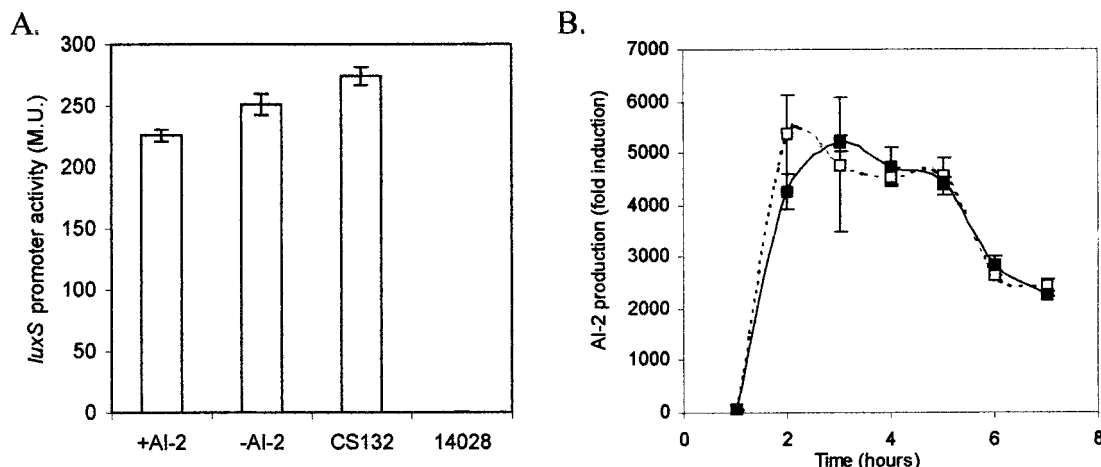 A.
luxS promoter activity (M.U.)
300
250
200
150
100
50
0
+AI-2 -AI-2 CS132 14028
B.
AI-2 production (fold induction)
7000
6000
5000
4000
3000
2000
1000
0
0 2 4 6 8
Time (hours)